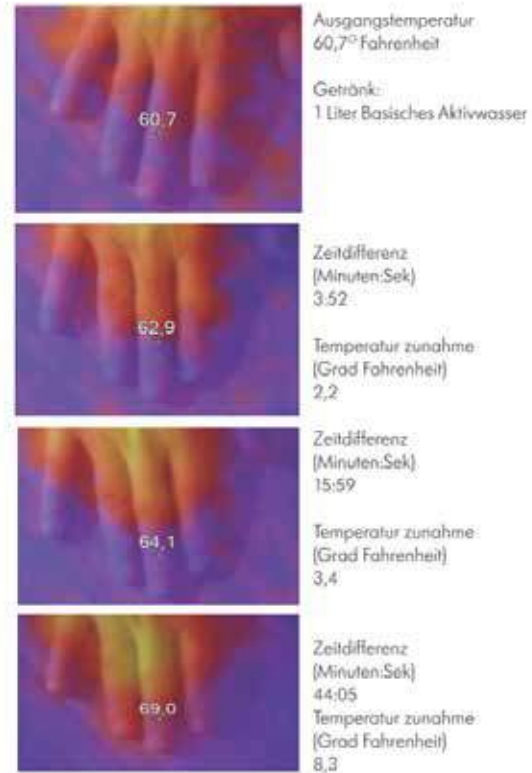 60,7
Ausgangstemperatur
60,7° Fahrenheit
Getränk:
1 Liter Basisches Aktivwasser
62,9
Zeitdifferenz
(Minuten:Sek)
3:52
Temperatur zunahme
(Grad Fahrenheit)
2,2
64,1
Zeitdifferenz
(Minuten:Sek)
15:59
Temperatur zunahme
(Grad Fahrenheit)
3,4
69,0
Zeitdifferenz
(Minuten:Sek)
44:05
Temperatur zunahme
(Grad Fahrenheit)
8,3